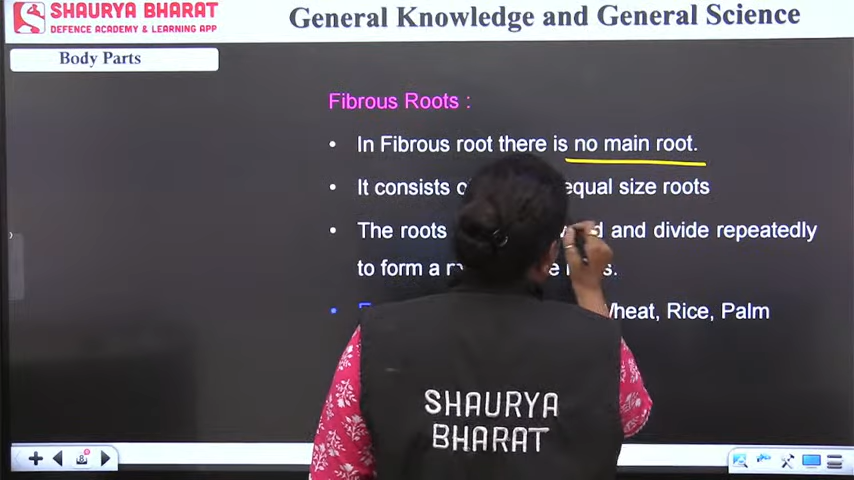 SHAURYA BHARAT
DEFENCE ACADEMY & LEARNING APP
General Knowledge and General Science
Body Parts
Fibrous Roots :
• In Fibrous root there is no main root.
• It consists equal size roots
• The roots and divide repeatedly
to form a
• Wheat, Rice, Palm
SHAURYA
BHARAT